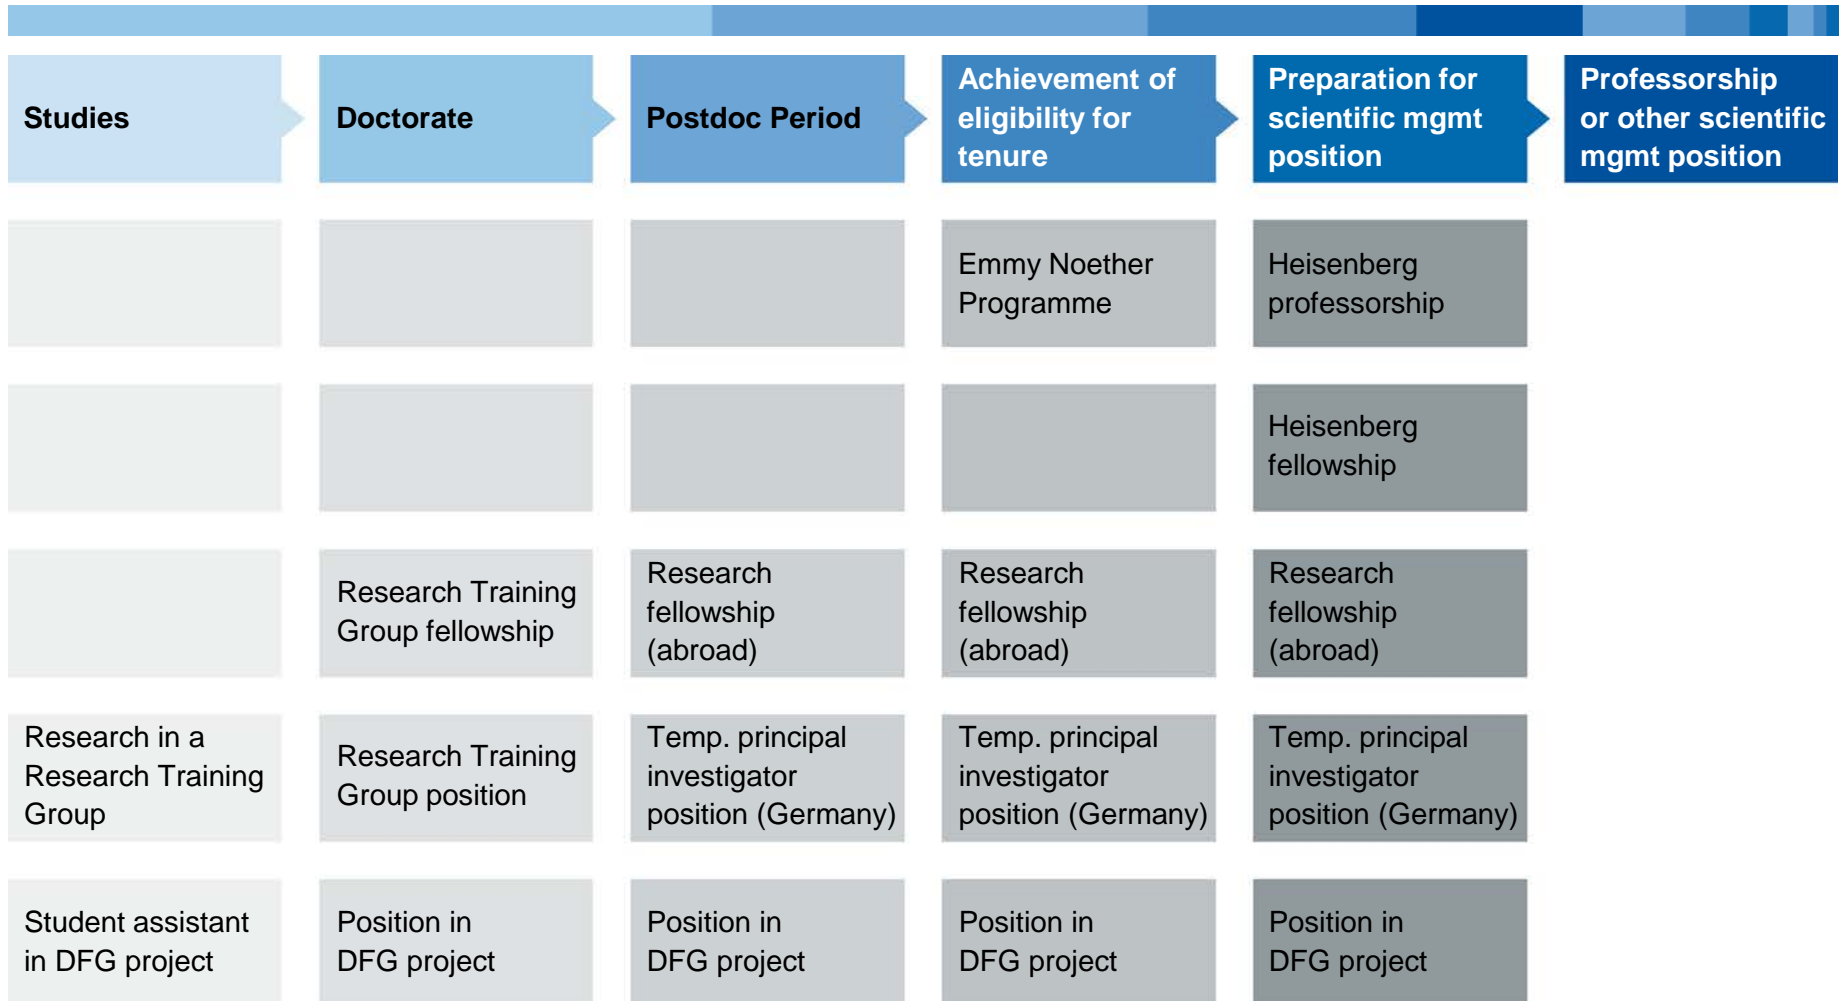 Studies
Doctorate
Postdoc Period
Achievement of
eligibility for
tenure
Preparation for
scientific mgmt
position
Professorship
or other scientific
mgmt position
Emmy Noether
Programme
Heisenberg
professorship
Heisenberg
fellowship
Research Training
Group fellowship
Research
fellowship
(abroad)
Research
fellowship
(abroad)
Research
fellowship
(abroad)
Research in a
Research Training
Group
Research Training
Group position
Temp. principal
investigator
position (Germany)
Temp. principal
investigator
position (Germany)
Temp. principal
investigator
position (Germany)
Student assistant
in DFG project
Position in
DFG project
Position in
DFG project
Position in
DFG project
Position in
DFG project